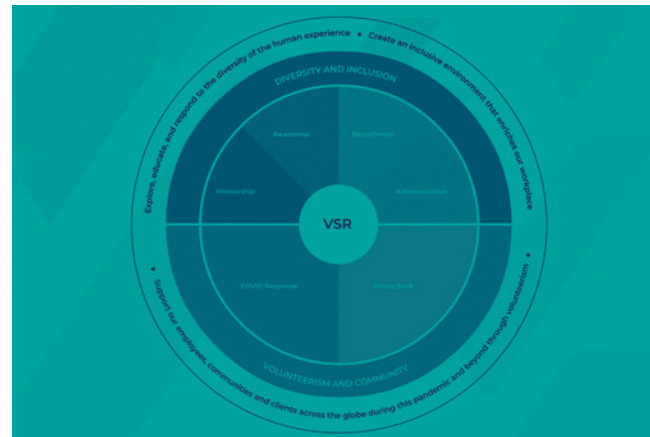 Explore, educate, and respond to the diversity of the human experience • Create an inclusive environment that enriches our workplace •
DIVERSITY AND INCLUSION
Awareness
Recruitment
Mentorship
Administration
VSR
COVID Response
Giving Back
VOLUNTEERISM AND COMMUNITY
• Support our employees, communities and clients across the globe during this pandemic and beyond through volunteerism